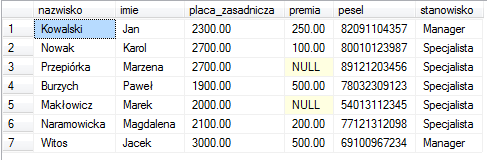 nazwisko imie placa_zasadnicza premia pesel stanowisko
1 Kowalski Jan 2300.00 250.00 82091104357 Manager
2 Nowak Karol 2700.00 100.00 80010123987 Specjalista
3 Przepiórka Marzena 2700.00 NULL 89121203456 Specjalista
4 Burzych Paweł 1900.00 500.00 78032309123 Specjalista
5 Makłowicz Marek 2000.00 NULL 54013112345 Specjalista
6 Naramowicka Magdalena 2100.00 200.00 77121312098 Specjalista
7 Witos Jacek 3000.00 500.00 69100967234 Manager